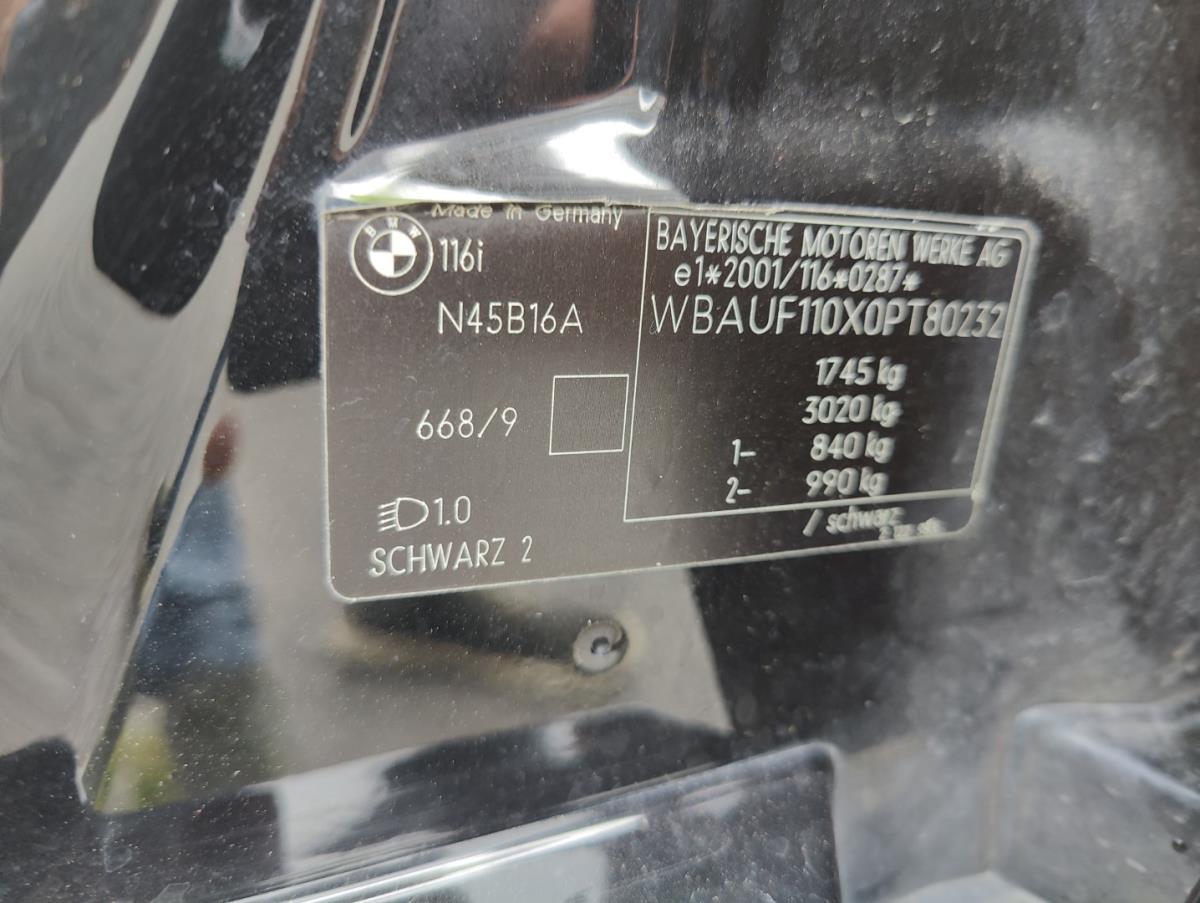 Made in Germany
BMW
116i
N45B16A
668/9
1.0
SCHWARZ 2
BAYERISCHE MOTOREN WERKE AG
e1*2001/116*0287*
WBAUF110X0PT80232
1745 kg
3020 kg
1- 840 kg
2- 990 kg
/ schwarz